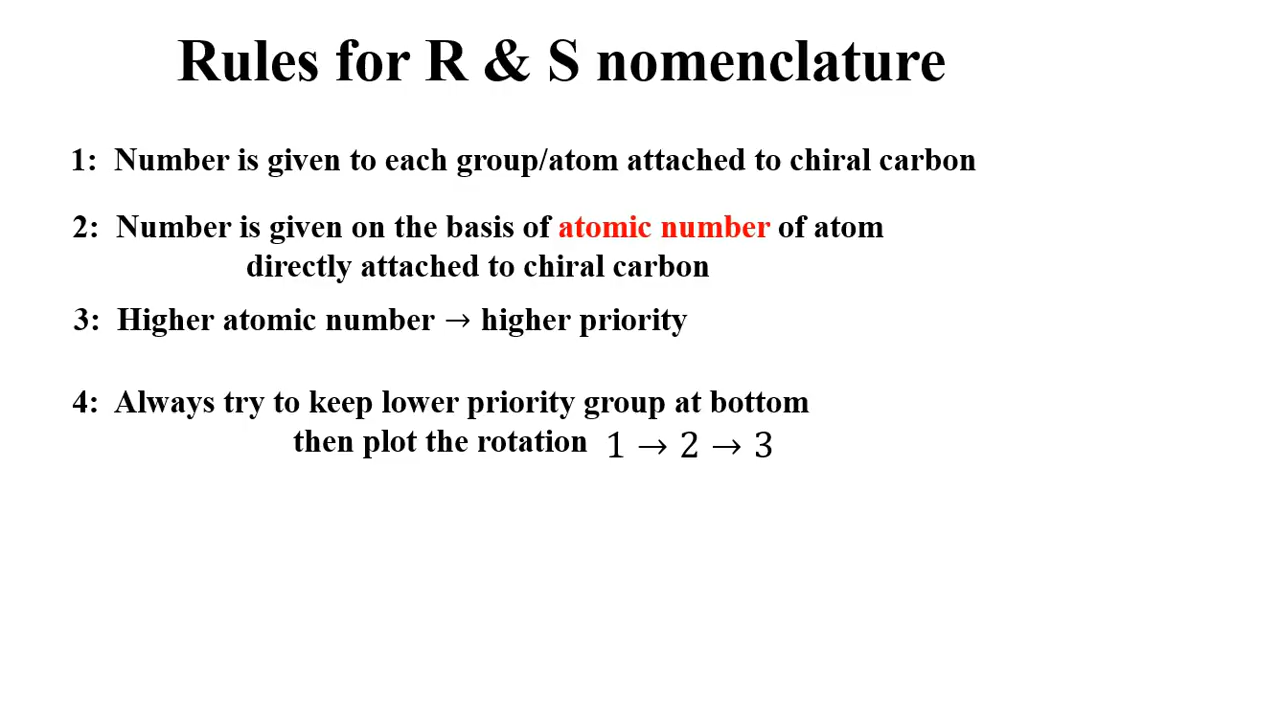 Rules for R & S nomenclature
1: Number is given to each group/atom attached to chiral carbon
2: Number is given on the basis of atomic number of atom
directly attached to chiral carbon
3: Higher atomic number → higher priority
4: Always try to keep lower priority group at bottom
then plot the rotation 1 → 2 → 3